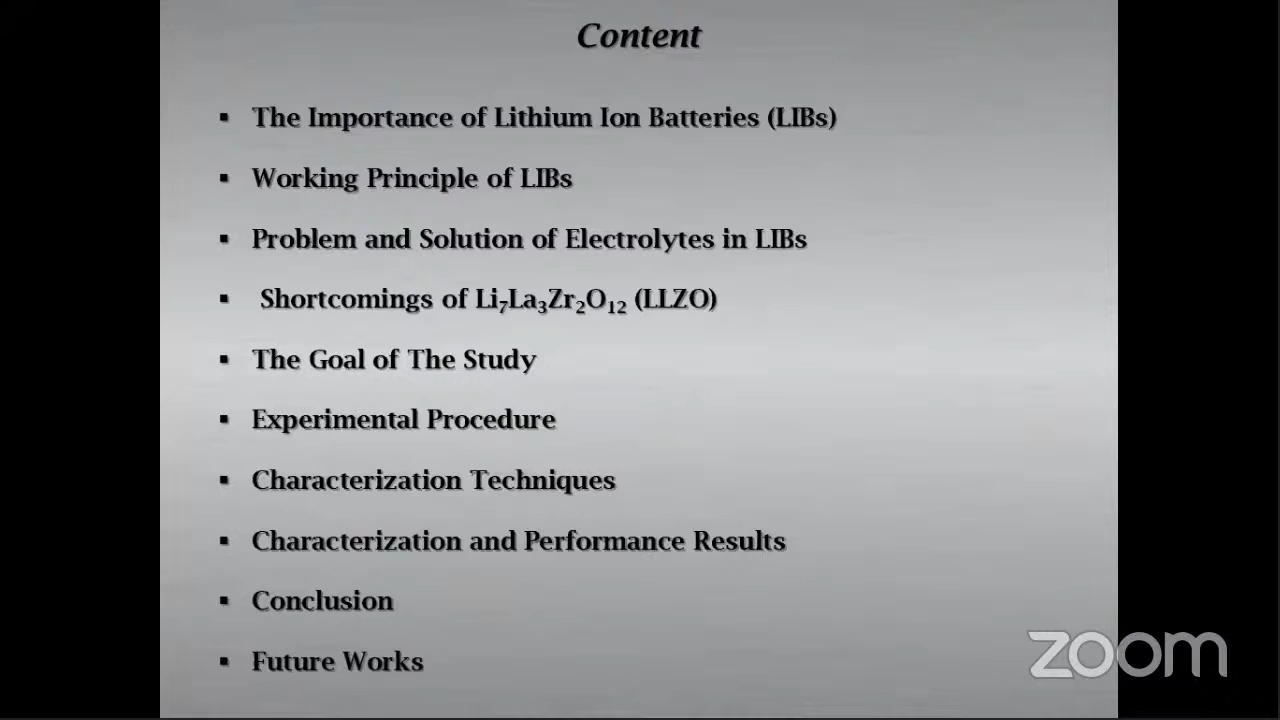 Content
▪ The Importance of Lithium Ion Batteries (LIBs)
▪ Working Principle of LIBs
▪ Problem and Solution of Electrolytes in LIBs
▪ Shortcomings of Li₇La₃Zr₂O₁₂ (LLZO)
▪ The Goal of The Study
▪ Experimental Procedure
▪ Characterization Techniques
▪ Characterization and Performance Results
▪ Conclusion
▪ Future Works
zoom